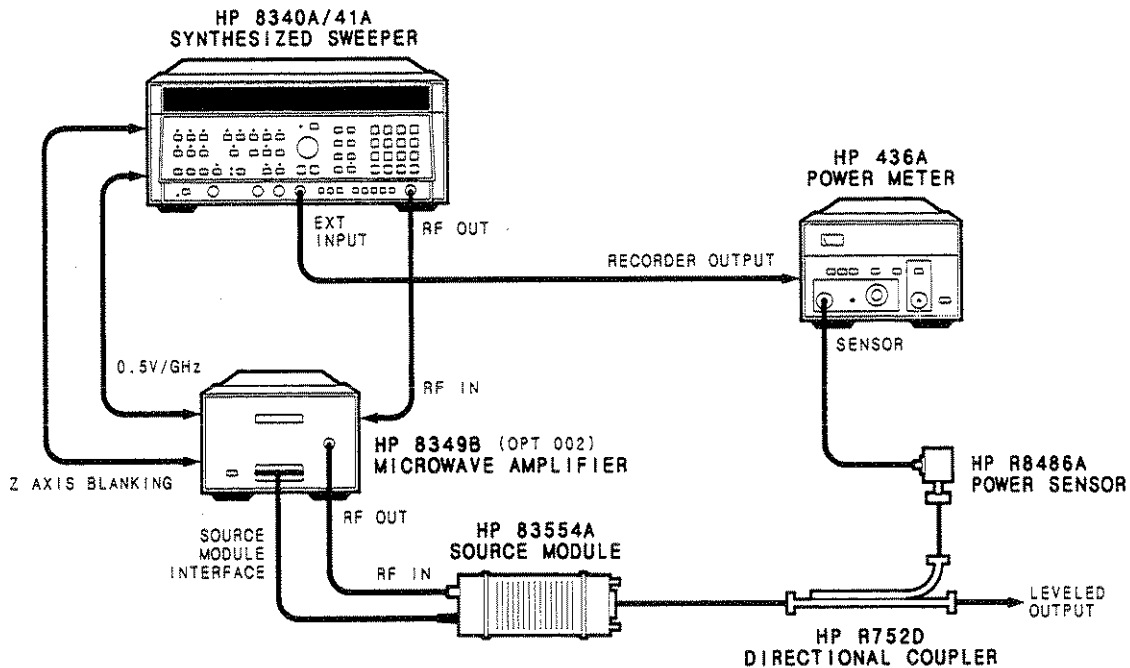 HP 8340A/41A
SYNTHESIZED SWEEPER
HP 436A
POWER METER
EXT
INPUT
RF OUT
RECORDER OUTPUT
SENSOR
0.5V/GHz
RF IN
HP 8349B (OPT 002)
MICROWAVE AMPLIFIER
Z AXIS BLANKING
HP R8486A
POWER SENSOR
RF OUT
SOURCE
MODULE
INTERFACE
HP 83554A
SOURCE MODULE
RF IN
LEVELED
OUTPUT
HP R752D
DIRECTIONAL COUPLER